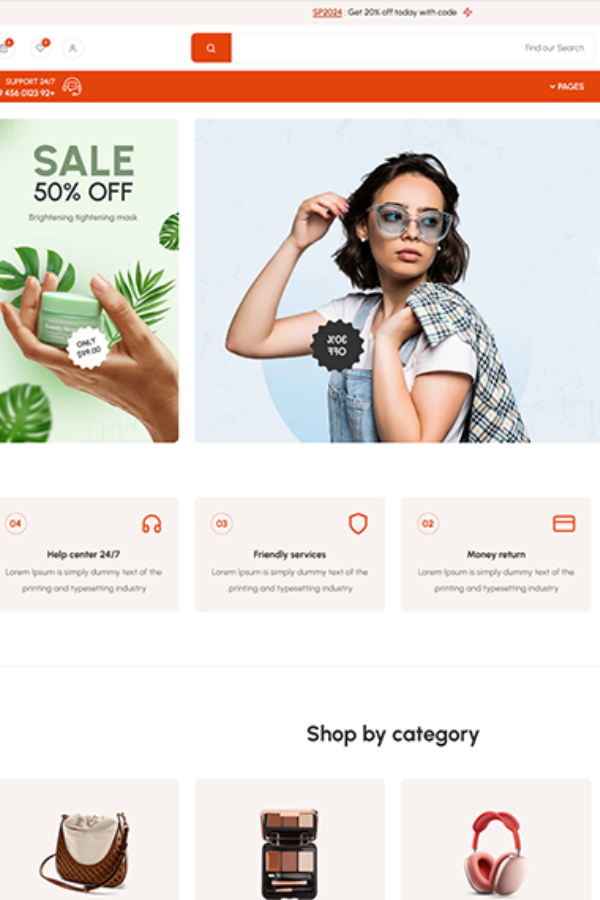 SP2024 : Get 20% off today with code
Find our Search
SUPPORT 24/7
9 456 0123 92+
PAGES
SALE
50% OFF
Brightening tightening mask
ONLY
OFF
04
03
02
Help center 24/7
Friendly services
Money return
Lorem Ipsum is simply dummy text of the
printing and typesetting industry
Lorem Ipsum is simply dummy text of the
printing and typesetting industry
Lorem Ipsum is simply dummy text of the
printing and typesetting industry
Shop by category